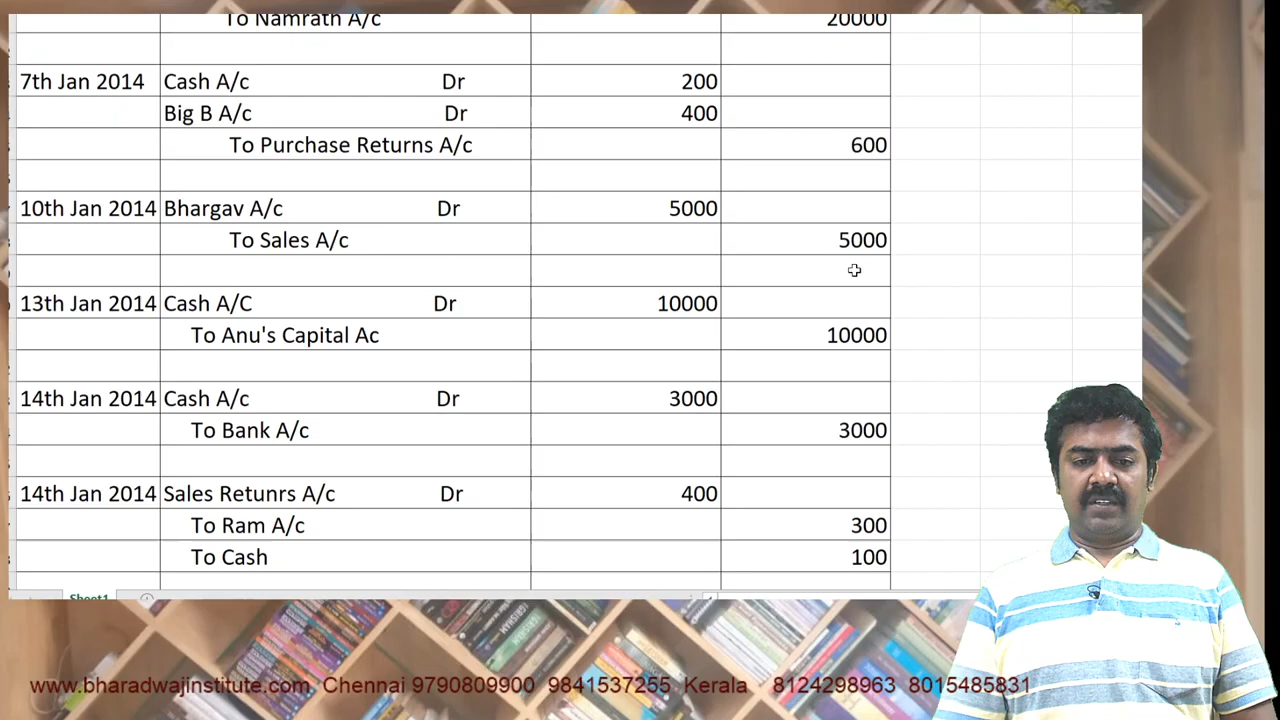 To Namrath A/c 20000
7th Jan 2014 Cash A/c Dr 200
Big B A/c Dr 400
To Purchase Returns A/c 600
10th Jan 2014 Bhargav A/c Dr 5000
To Sales A/c 5000
13th Jan 2014 Cash A/C Dr 10000
To Anu's Capital Ac 10000
14th Jan 2014 Cash A/c Dr 3000
To Bank A/c 3000
14th Jan 2014 Sales Retunrs A/c Dr 400
To Ram A/c 300
To Cash 100
Sheet1
www.bharadwajinstitute.com Chennai 9790809900 9841537255 Kerala 8124298963 8015485831